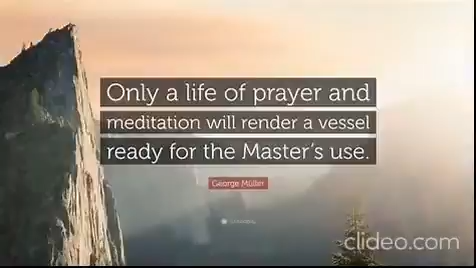 Only a life of prayer and
meditation will render a vessel
ready for the Master's use.
George Müller
clideo.com